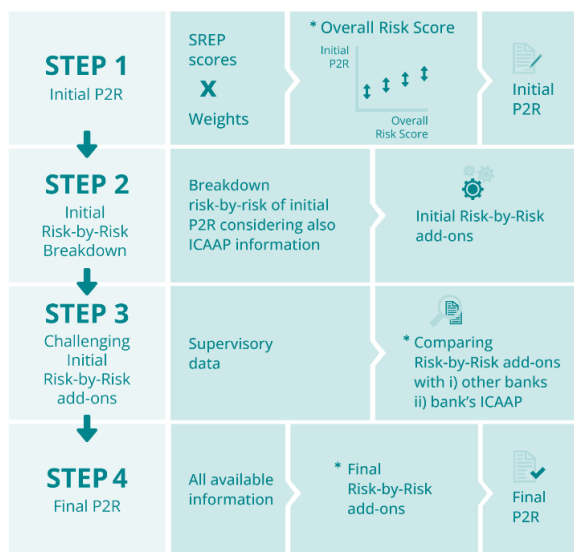 STEP 1
Initial P2R
SREP
scores
X
Weights
* Overall Risk Score
Initial
P2R
Overall
Risk Score
Initial
P2R
STEP 2
Initial
Risk-by-Risk
Breakdown
Breakdown
risk-by-risk of initial
P2R considering also
ICAAP information
Initial Risk-by-Risk
add-ons
STEP 3
Challenging
Initial
Risk-by-Risk
add-ons
Supervisory
data
* Comparing
Risk-by-Risk add-ons
with i) other banks
ii) bank's ICAAP
STEP 4
Final P2R
All available
information
* Final
Risk-by-Risk
add-ons
Final
P2R